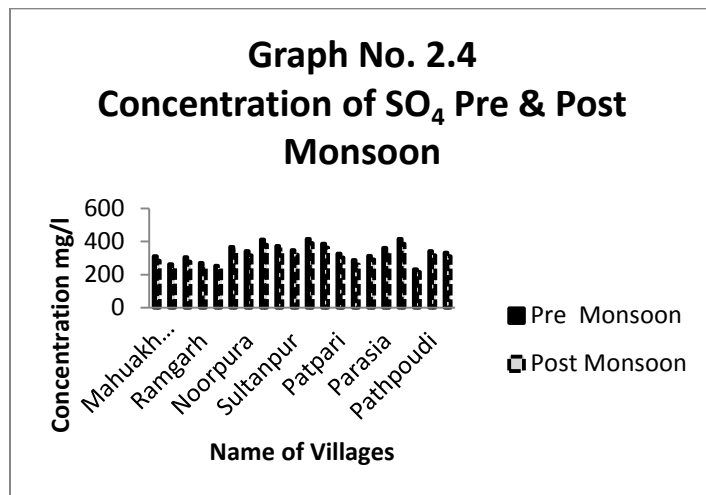 Graph No. 2.4
Concentration of SO₄ Pre & Post
Monsoon
Concentration mg/l
600
400
200
0
Mahuakh...
Ramgarh
Noorpura
Sultanpur
Patpari
Parasia
Pathpoudi
Name of Villages
Pre Monsoon
Post Monsoon